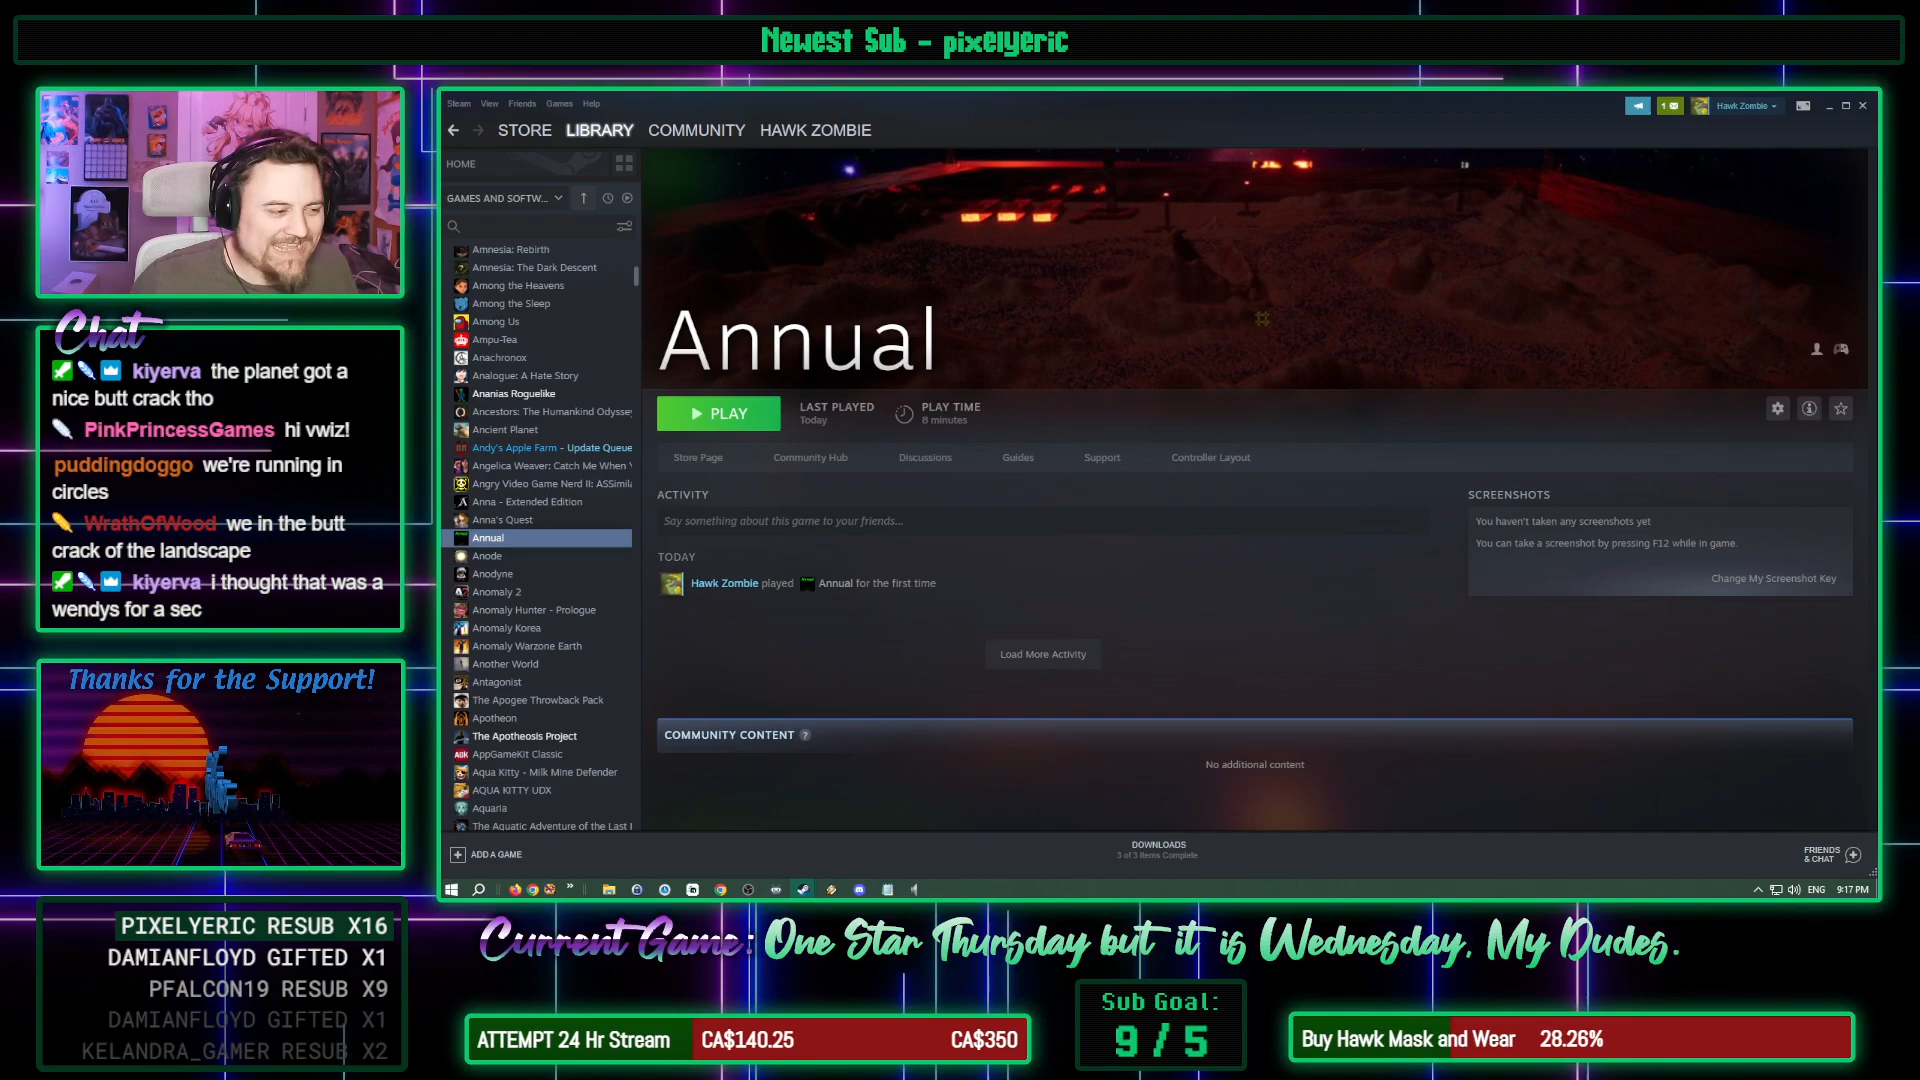 Newest Sub - pixelyeric
Steam View Friends Games Help
1
Hawk Zombie
STORE LIBRARY COMMUNITY HAWK ZOMBIE
HOME
GAMES AND SOFTW...
Amnesia: Rebirth
Amnesia: The Dark Descent
Among the Heavens
Among the Sleep
Among Us
Ampu-Tea
Anachronox
Analogue: A Hate Story
Ananias Roguelike
Ancestors: The Humankind Odyssey
Ancient Planet
Andy's Apple Farm - Update Queue
Angelica Weaver: Catch Me When Y
Angry Video Game Nerd II: ASSimila
Anna - Extended Edition
Anna's Quest
Annual
Anode
Anodyne
Anomaly 2
Anomaly Hunter - Prologue
Anomaly Korea
Anomaly Warzone Earth
Another World
Antagonist
The Apogee Throwback Pack
Apotheon
The Apotheosis Project
AppGameKit Classic
Aqua Kitty - Milk Mine Defender
AQUA KITTY UDX
Aquaria
The Aquatic Adventure of the Last
ADD A GAME
Annual
PLAY
LAST PLAYED
Today
PLAY TIME
8 minutes
Store Page Community Hub Discussions Guides Support Controller Layout
ACTIVITY
Say something about this game to your friends...
TODAY
Hawk Zombie played Annual for the first time
Load More Activity
SCREENSHOTS
You haven't taken any screenshots yet
You can take a screenshot by pressing F12 while in game.
Change My Screenshot Key
COMMUNITY CONTENT ?
No additional content
DOWNLOADS
3 of 3 Items Complete
FRIENDS
& CHAT
ENG 9:17 PM
Chat
kiyerva the planet got a
nice butt crack tho
PinkPrincessGames hi vwiz!
puddingdoggo we're running in
circles
WrathOfWood we in the butt
crack of the landscape
kiyerva i thought that was a
wendys for a sec
Thanks for the Support!
PIXELYERIC RESUB X16
DAMIANFLOYD GIFTED X1
PFALCON19 RESUB X9
DAMIANFLOYD GIFTED X1
KELANDRA_GAMER RESUB X2
Current Game: One Star Thursday but it is Wednesday, My Dudes.
ATTEMPT 24 Hr Stream CA$140.25 CA$350
Sub Goal:
9 / 5
Buy Hawk Mask and Wear 28.26%